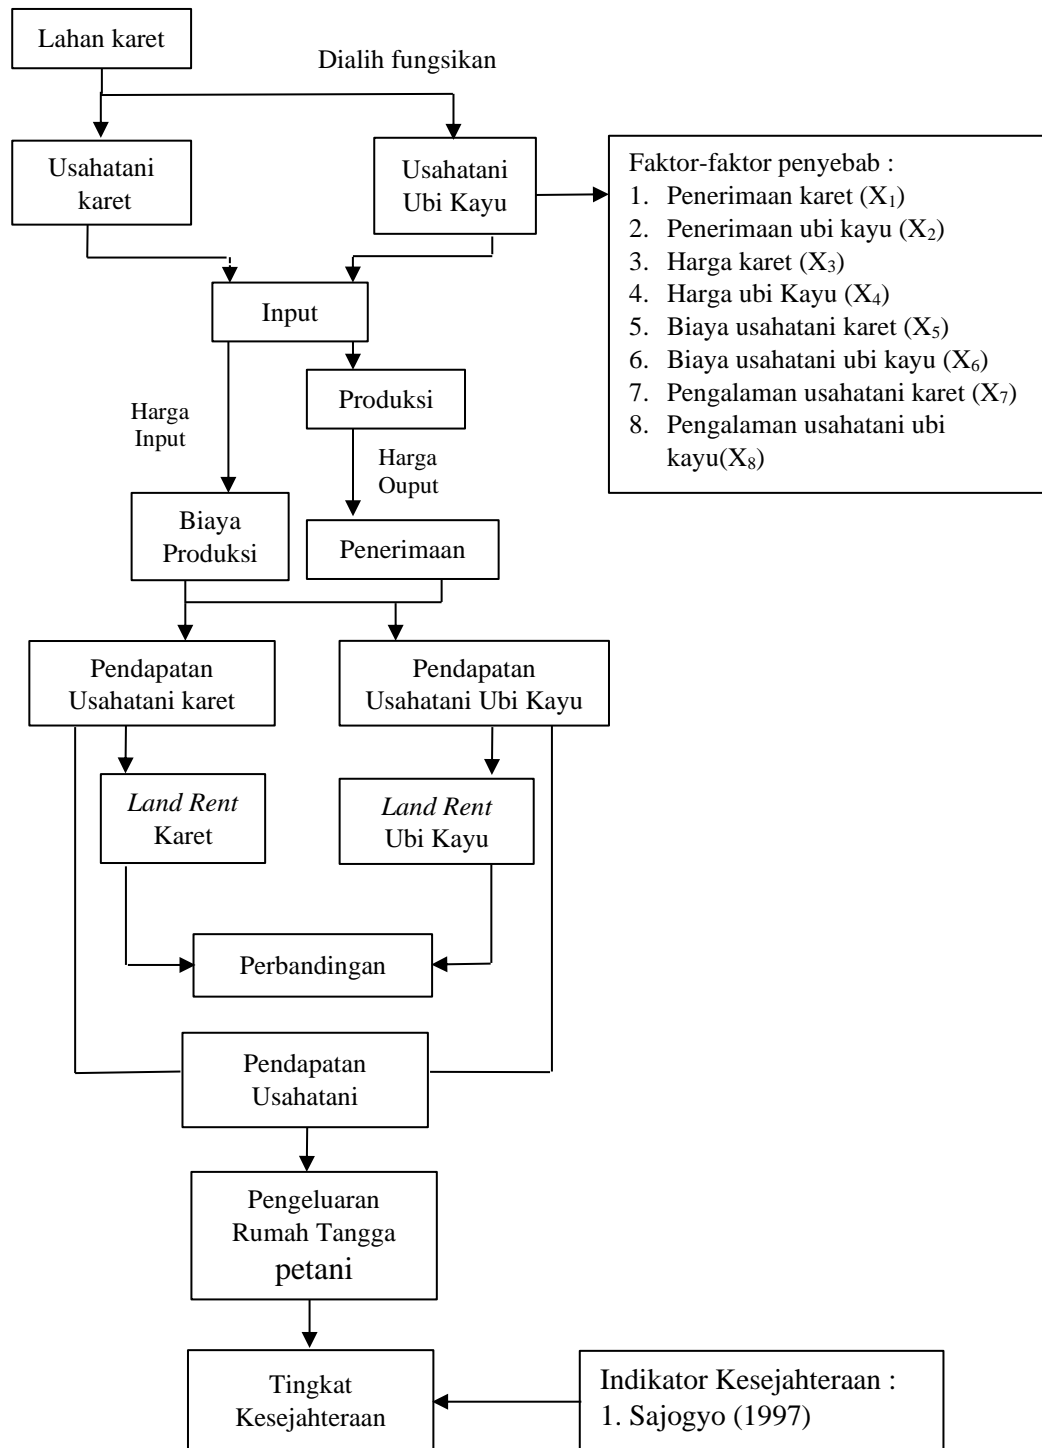 Lahan karet
Dialih fungsikan
Usahatani
karet
Usahatani
Ubi Kayu
Faktor-faktor penyebab :
1. Penerimaan karet (X₁)
2. Penerimaan ubi kayu (X₂)
3. Harga karet (X₃)
4. Harga ubi Kayu (X₄)
5. Biaya usahatani karet (X₅)
6. Biaya usahatani ubi kayu (X₆)
7. Pengalaman usahatani karet (X₇)
8. Pengalaman usahatani ubi
kayu(X₈)
Input
Harga
Input
Produksi
Harga
Ouput
Biaya
Produksi
Penerimaan
Pendapatan
Usahatani karet
Pendapatan
Usahatani Ubi Kayu
Land Rent
Karet
Land Rent
Ubi Kayu
Perbandingan
Pendapatan
Usahatani
Pengeluaran
Rumah Tangga
petani
Tingkat
Kesejahteraan
Indikator Kesejahteraan :
1. Sajogyo (1997)